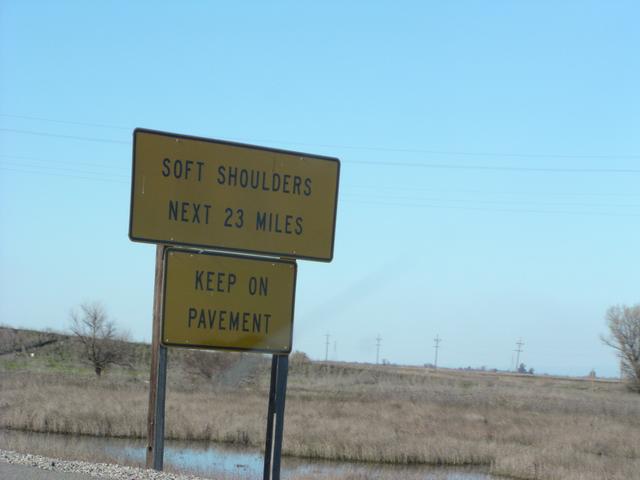 SOFT SHOULDERS
NEXT 23 MILES
KEEP ON
PAVEMENT